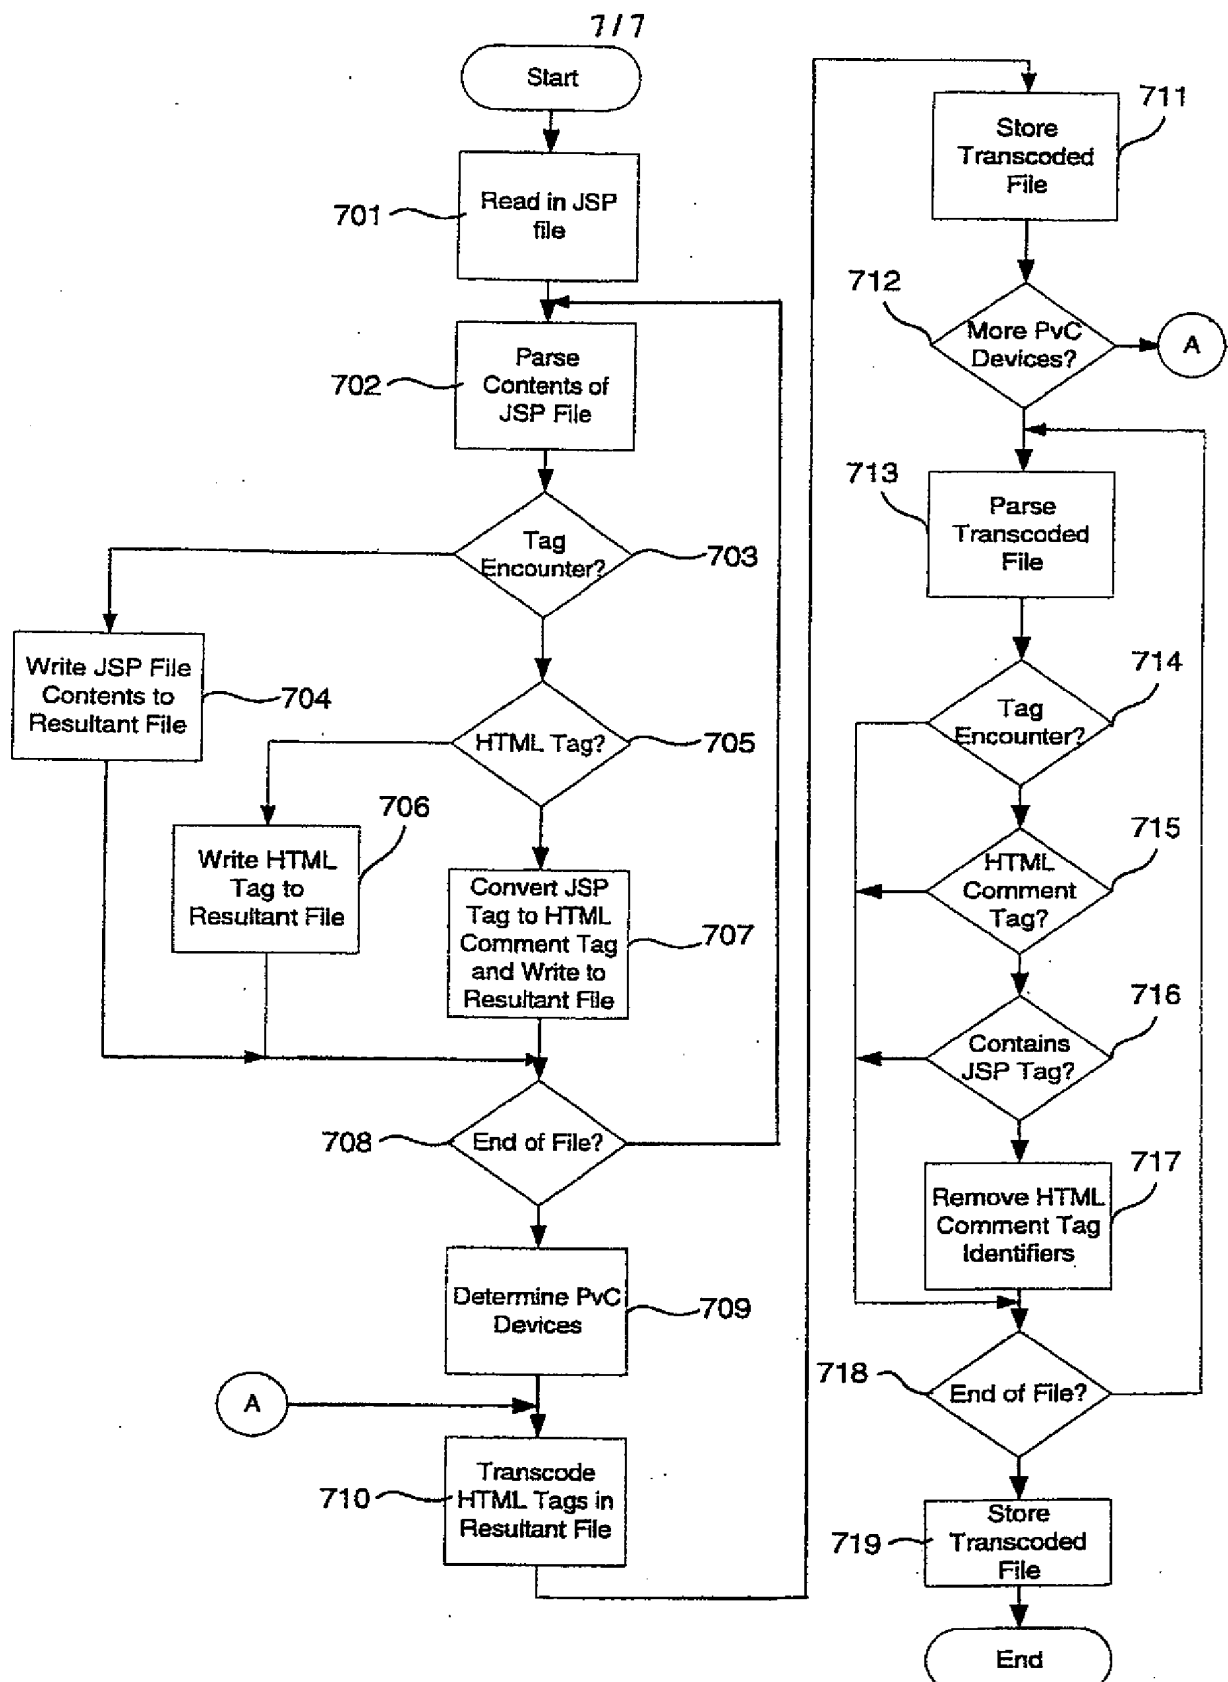 7/7
Start
701
Read in JSP
file
702
Parse
Contents of
JSP File
Tag
Encounter?
703
Write JSP File
Contents to
Resultant File
704
HTML Tag?
705
706
Write HTML
Tag to
Resultant File
Convert JSP
Tag to HTML
Comment Tag
and Write to
Resultant File
707
708
End of File?
Determine PvC
Devices
709
A
710
Transcode
HTML Tags in
Resultant File
711
Store
Transcoded
File
712
More PvC
Devices?
A
713
Parse
Transcoded
File
714
Tag
Encounter?
715
HTML
Comment
Tag?
716
Contains
JSP Tag?
717
Remove HTML
Comment Tag
Identifiers
718
End of File?
719
Store
Transcoded
File
End